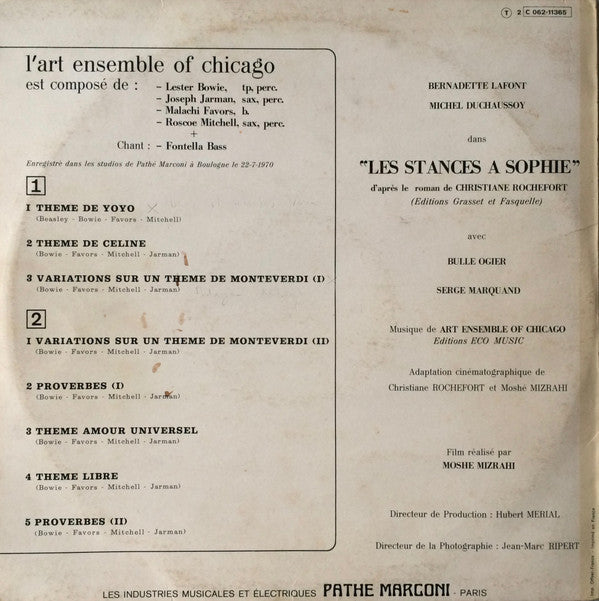 T 2 C 062-11365
l'art ensemble of chicago
est composé de : - Lester Bowie, tp, perc.
- Joseph Jarman, sax, perc.
- Malachi Favors, b.
- Roscoe Mitchell, sax, perc.
+
Chant : - Fontella Bass
Enregistré dans les studios de Pathé Marconi à Boulogne le 22-7-1970
1
1 THEME DE YOYO
(Beasley - Bowie - Favors - Mitchell)
2 THEME DE CELINE
(Bowie - Favors - Mitchell - Jarman)
3 VARIATIONS SUR UN THEME DE MONTEVERDI (I)
(Bowie - Favors - Mitchell - Jarman)
2
1 VARIATIONS SUR UN THEME DE MONTEVERDI (II)
(Bowie - Favors - Mitchell - Jarman)
2 PROVERBES (I)
(Bowie - Favors - Mitchell - Jarman)
3 THEME AMOUR UNIVERSEL
(Bowie - Favors - Mitchell - Jarman)
4 THEME LIBRE
(Bowie - Favors - Mitchell - Jarman)
5 PROVERBES (II)
(Bowie - Favors - Mitchell - Jarman)
BERNADETTE LAFONT
MICHEL DUCHAUSSOY
dans
"LES STANCES A SOPHIE"
d'après le roman de CHRISTIANE ROCHEFORT
(Editions Grasset et Fasquelle)
avec
BULLE OGIER
SERGE MARQUAND
Musique de ART ENSEMBLE OF CHICAGO
Editions ECO MUSIC
Adaptation cinématographique de
Christiane ROCHEFORT et Moshé MIZRAHI
Film réalisé par
MOSHE MIZRAHI
Directeur de Production : Hubert MERIAL
Directeur de la Photographie : Jean-Marc RIPERT
LES INDUSTRIES MUSICALES ET ÉLECTRIQUES PATHE MARCONI - PARIS
Imprimé en France